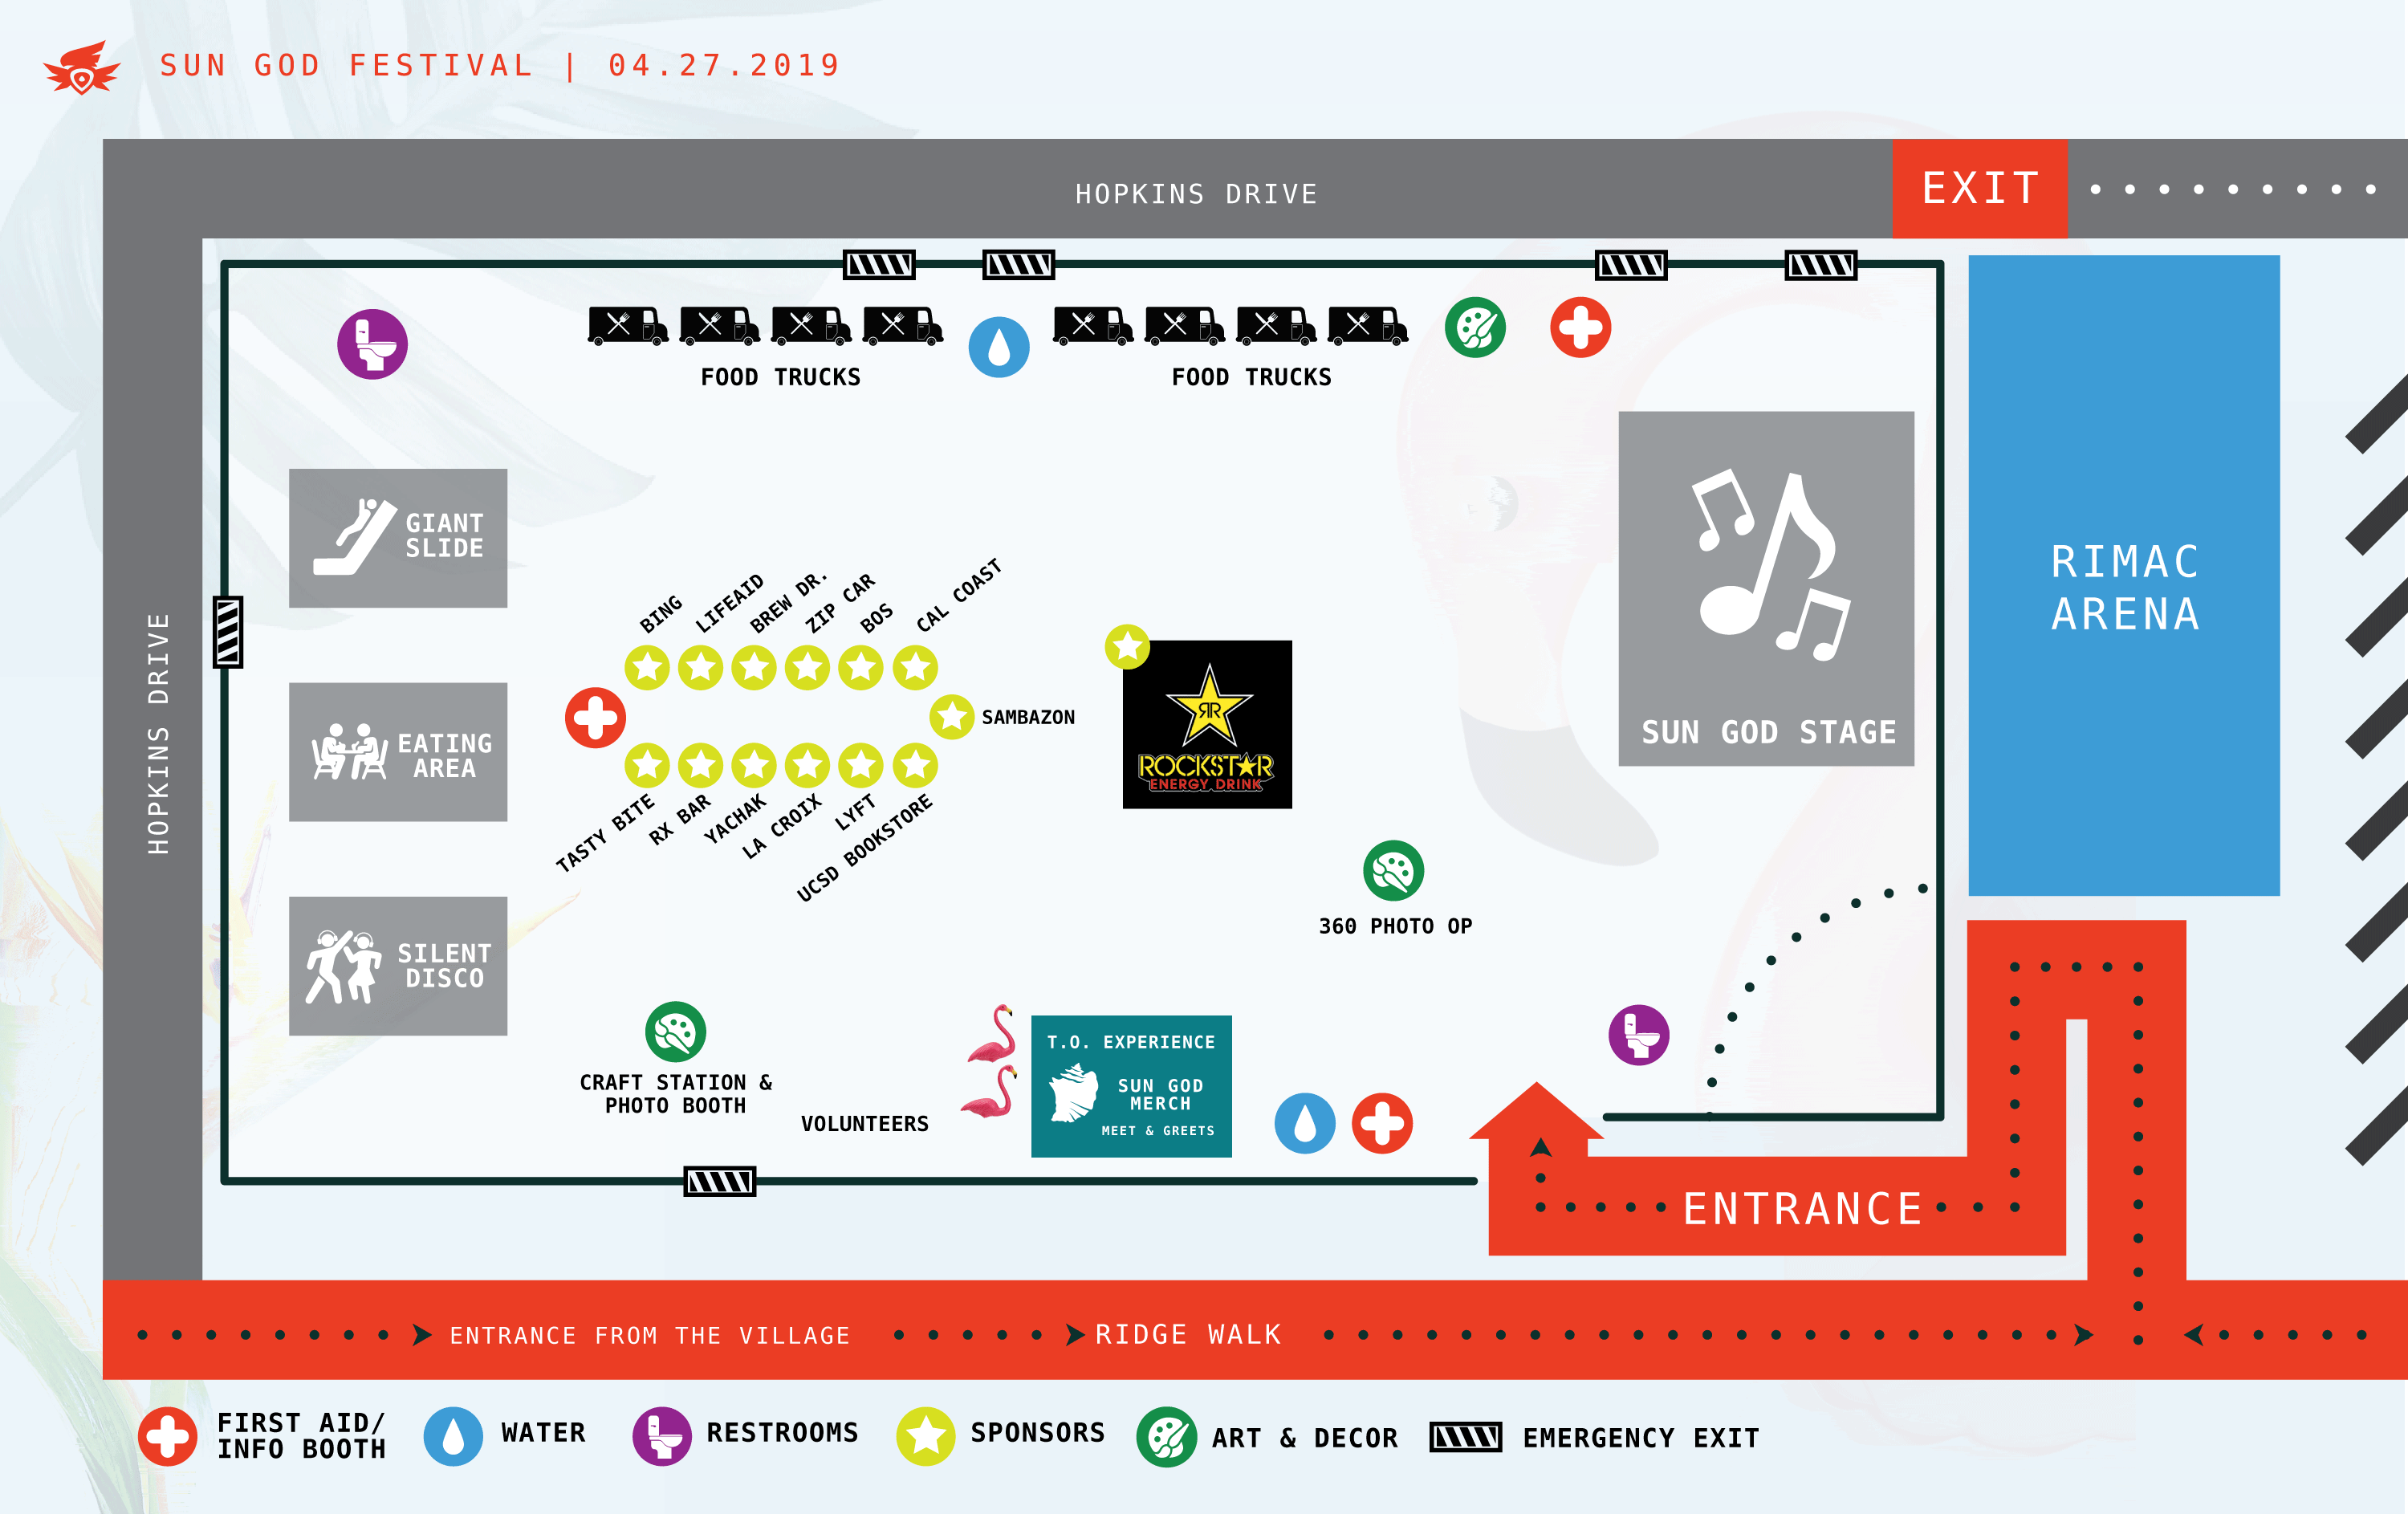 SUN GOD FESTIVAL | 04.27.2019
HOPKINS DRIVE
EXIT
FOOD TRUCKS
FOOD TRUCKS
GIANT
SLIDE
HOPKINS DRIVE
EATING
AREA
SILENT
DISCO
BING
LIFEAID
BREW DR.
ZIP CAR
BOS
CAL COAST
SAMBAZON
TASTY BITE
RX BAR
YACHAK
LA CROIX
LYFT
UCSD BOOKSTORE
RR
ROCKSTAR
ENERGY DRINK
SUN GOD STAGE
RIMAC
ARENA
360 PHOTO OP
CRAFT STATION &
PHOTO BOOTH
VOLUNTEERS
T.O. EXPERIENCE
SUN GOD
MERCH
MEET & GREETS
ENTRANCE
ENTRANCE FROM THE VILLAGE
RIDGE WALK
FIRST AID/
INFO BOOTH
WATER
RESTROOMS
SPONSORS
ART & DECOR
EMERGENCY EXIT